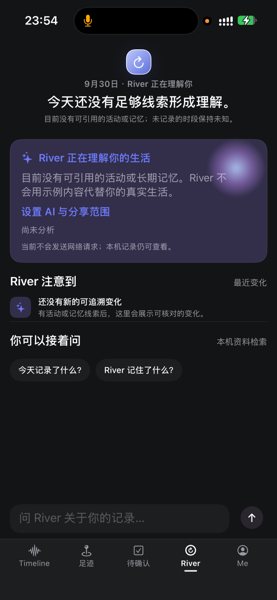 23:54
9月30日 · River 正在理解你
今天还没有足够线索形成理解。
目前没有可引用的活动或记忆;未记录的时段保持未知。
River 正在理解你的生活
目前没有可引用的活动或长期记忆。River 不
会用示例内容代替你的真实生活。
设置 AI 与分享范围
尚未分析
当前不会发送网络请求;本机记录仍可查看。
River 注意到
最近变化
还没有新的可追溯变化
有活动或记忆线索后,这里会展示可核对的变化。
你可以接着问
本机资料检索
今天记录了什么?
River 记住了什么?
问 River 关于你的记录...
Timeline
足迹
待确认
River
Me